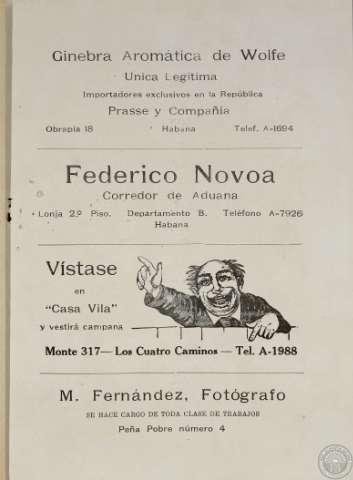 Ginebra Aromática de Wolfe
Unica Legítima
Importadores exclusivos en la República
Prasse y Compañía
Obrapía 18 Habana Telef. A-1694
Federico Novoa
Corredor de Aduana
Lonja 2.º Piso. Departamento B. Teléfono A-7926
Habana
Vístase
en
"Casa Vila"
y vestirá campana
Monte 317— Los Cuatro Caminos — Tel. A-1988
M. Fernández, Fotógrafo
SE HACE CARGO DE TODA CLASE DE TRABAJOS
Peña Pobre número 4